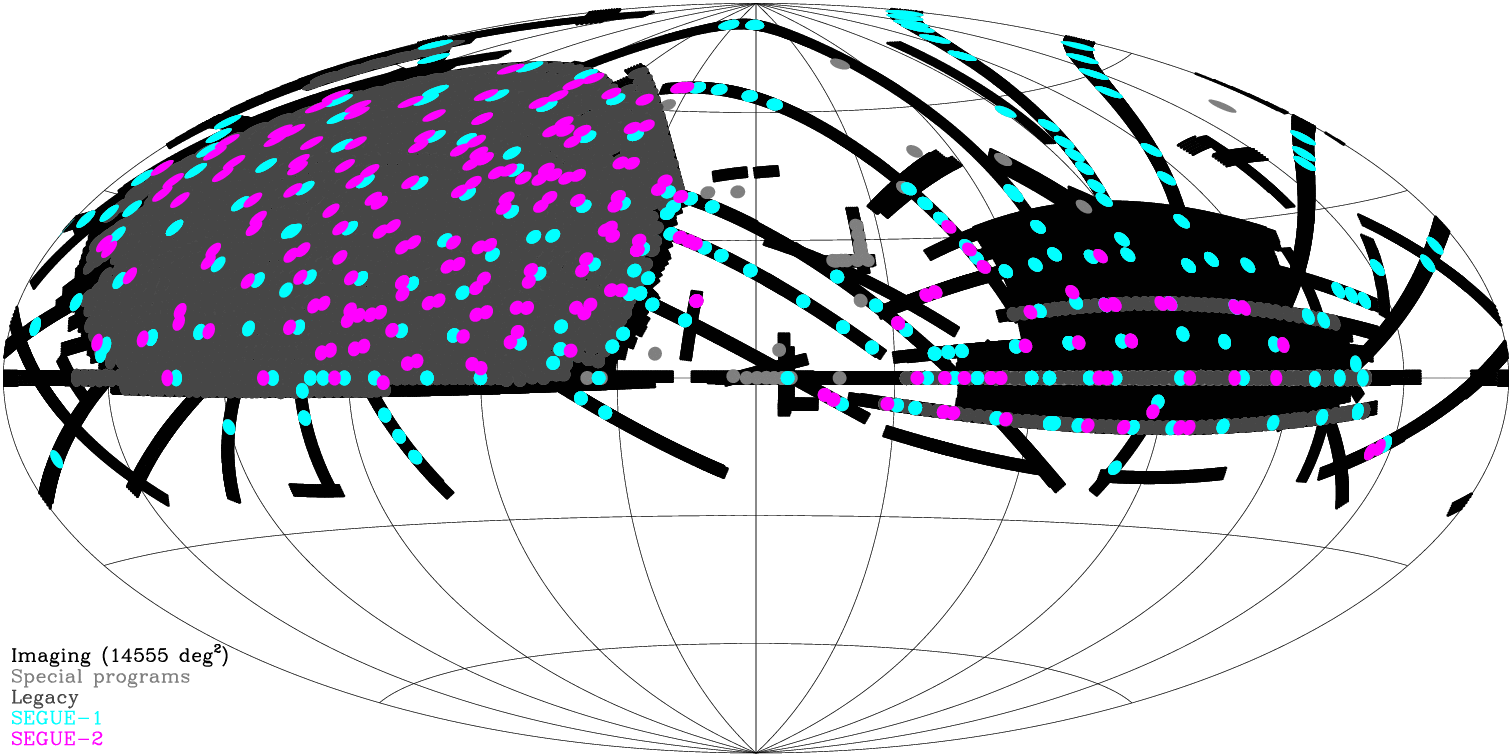 Imaging (14555 deg²)
Special programs
Legacy
SEGUE-1
SEGUE-2